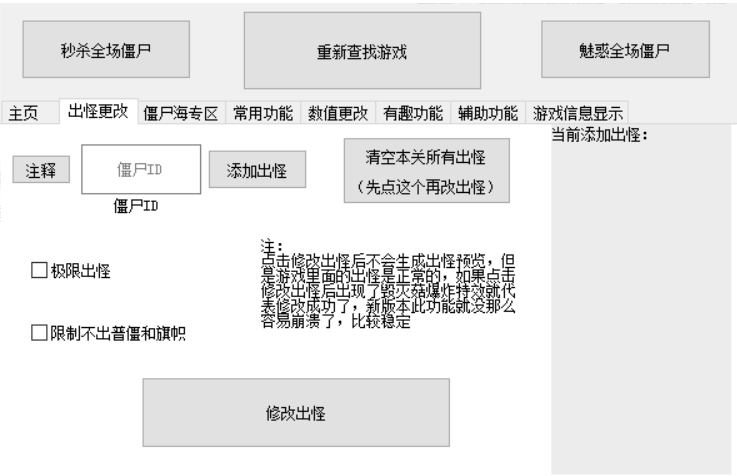 秒杀全场僵尸
重新查找游戏
魅惑全场僵尸
主页
出怪更改
僵尸海专区
常用功能
数值更改
有趣功能
辅助功能
游戏信息显示
当前添加出怪：
注释
僵尸ID
添加出怪
清空本关所有出怪
（先点这个再改出怪）
僵尸ID
极限出怪
注：
点击修改出怪后不会生成出怪预览，但
是游戏里面的出怪是正常的，如果点击
修改出怪后出现了毁灭菇爆炸特效就代
表修改成功了，新版本此功能就没那么
容易崩溃了，比较稳定
限制不出普僵和旗帜
修改出怪